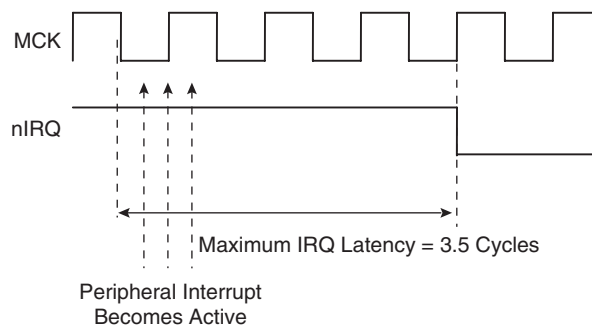 MCK
nIRQ
Maximum IRQ Latency = 3.5 Cycles
Peripheral Interrupt
Becomes Active